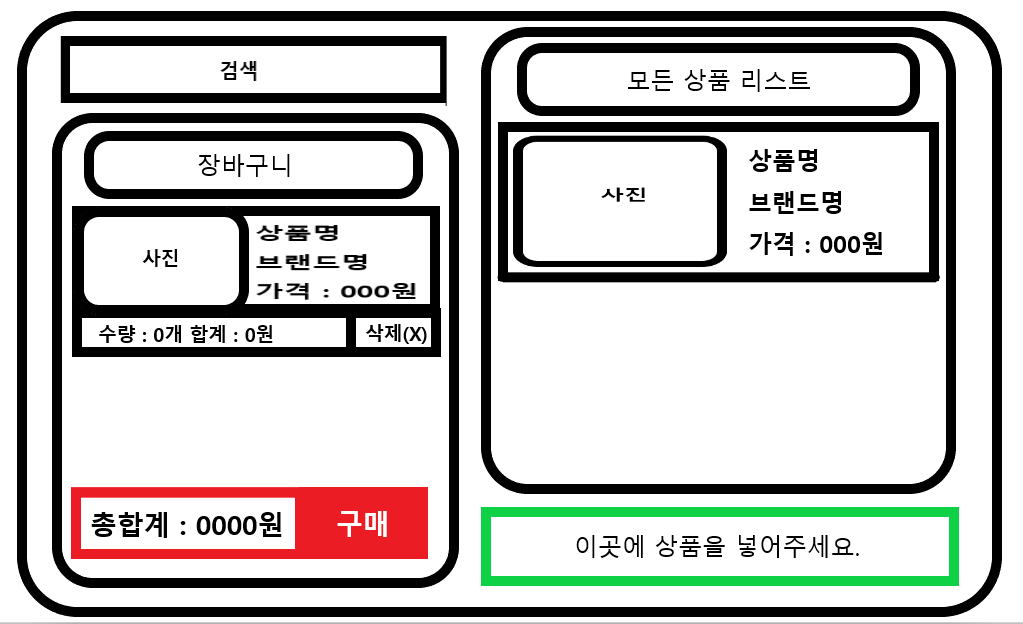 검색
장바구니
사진
상품명
브랜드명
가격 : 000원
수량 : 0개 합계 : 0원
삭제(X)
총합계 : 0000원
구매
모든 상품 리스트
사진
상품명
브랜드명
가격 : 000원
이곳에 상품을 넣어주세요.